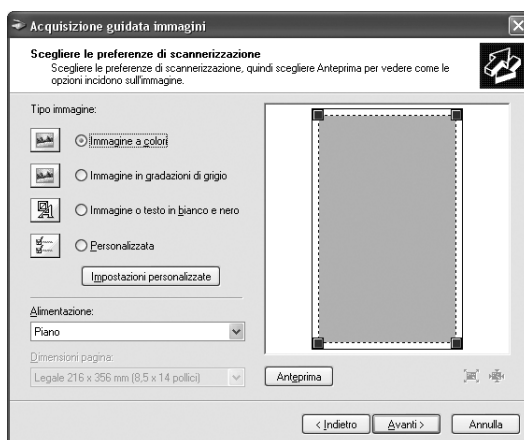 Acquisizione guidata immagini
Scegliere le preferenze di scannerizzazione
Scegliere le preferenze di scannerizzazione, quindi scegliere Anteprima per vedere come le
opzioni incidono sull'immagine.
Tipo immagine:
Immagine a colori
Immagine in gradazioni di grigio
Immagine o testo in bianco e nero
Personalizzata
Impostazioni personalizzate
Alimentazione:
Piano
Dimensioni pagina:
Legale 216 x 356 mm (8,5 x 14 pollici)
Anteprima
< Indietro
Avanti >
Annulla